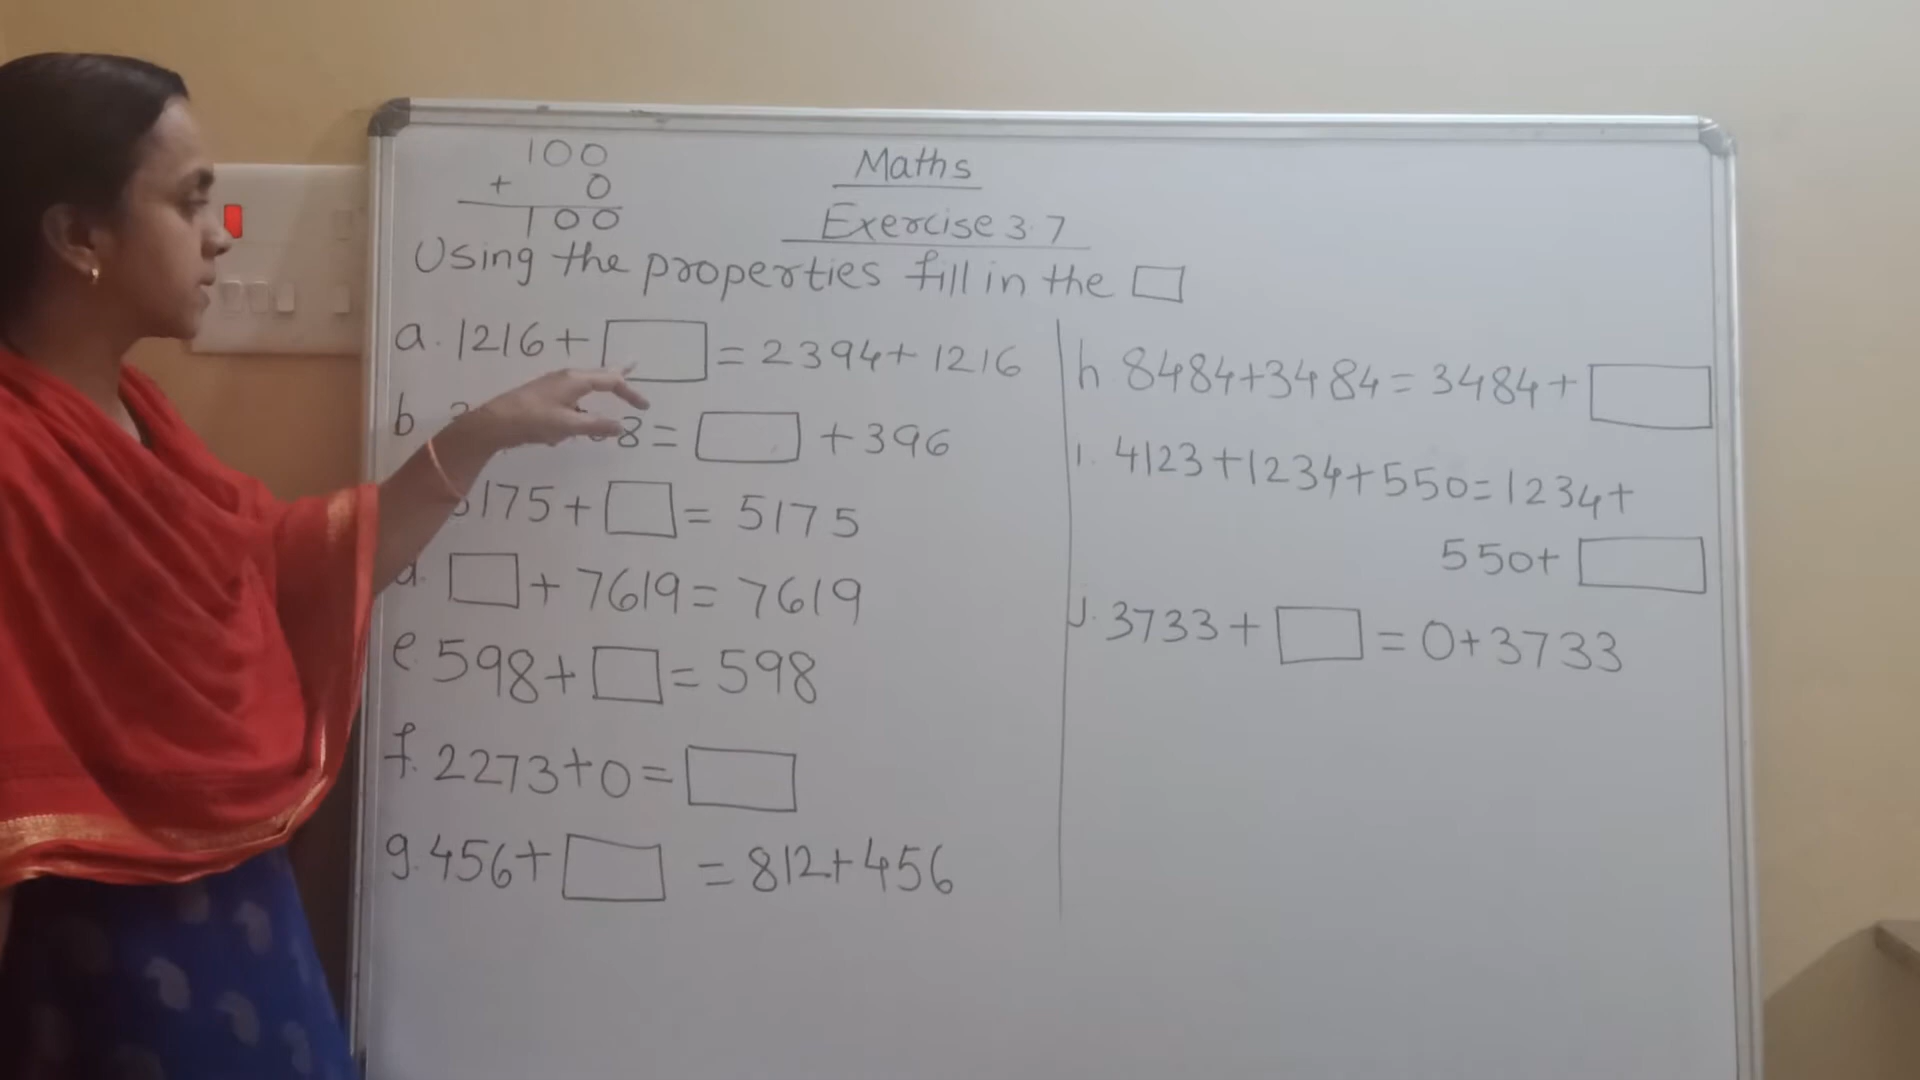 100
+ 0
100
Maths
Exercise 3.7
Using the properties fill in the □
a. 1216+ □ = 2394+1216
b. 8= □ +396
175+ □ = 5175
d. □ + 7619= 7619
e. 598+ □ = 598
f. 2273+0= □
g. 456+ □ = 812+456
h 8484+3484= 3484+ □
i. 4123+1234+550=1234+
550+ □
J. 3733+ □ = 0+3733